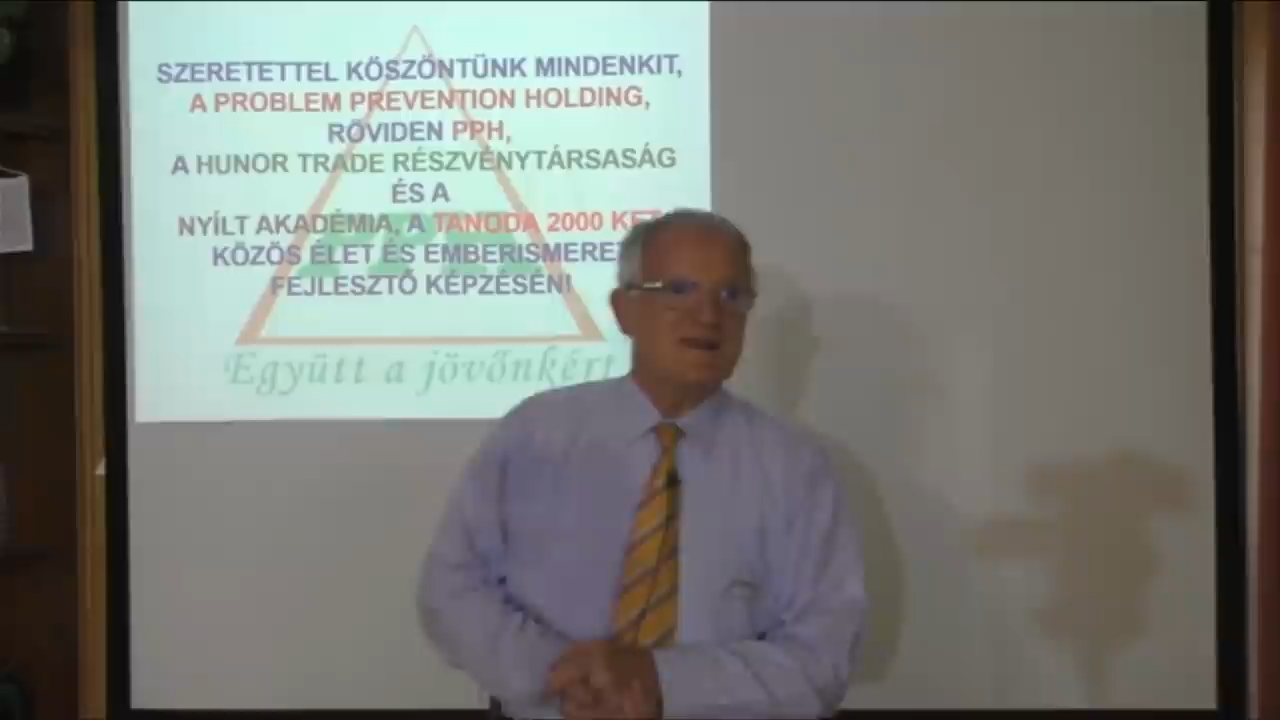 SZERETETTEL KÖSZÖNTÜNK MINDENKIT,
A PROBLEM PREVENTION HOLDING,
RÖVIDEN PPH,
A HUNOR TRADE RÉSZVÉNYTÁRSASÁG
ÉS A
NYÍLT AKADÉMIA, A TANODA 2000
KÖZÖS ÉLET ÉS EMBERISMERET
FEJLESZTŐ KÉPZÉSÉN!
PPH
Együtt a jövőnkért